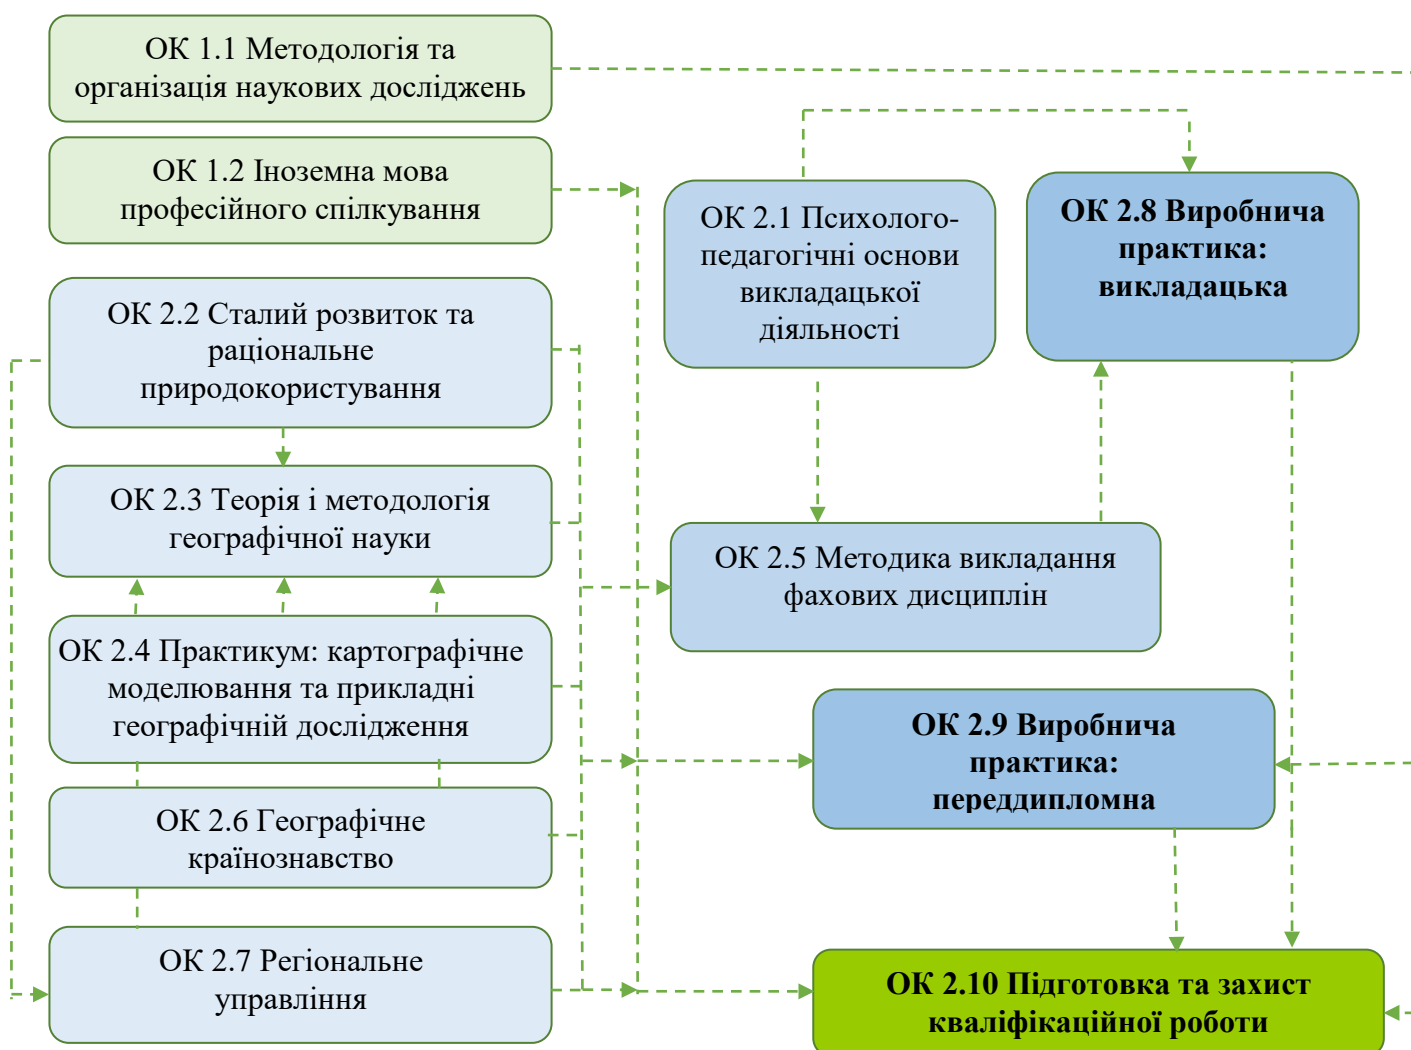 ОК 1.1 Методологія та
організація наукових досліджень
ОК 1.2 Іноземна мова
професійного спілкування
ОК 2.1 Психолого-
педагогічні основи
викладацької
діяльності
ОК 2.8 Виробнича
практика:
викладацька
ОК 2.2 Сталий розвиток та
раціональне
природокористування
ОК 2.3 Теорія і методологія
географічної науки
ОК 2.5 Методика викладання
фахових дисциплін
ОК 2.4 Практикум: картографічне
моделювання та прикладні
географічній дослідження
ОК 2.9 Виробнича
практика:
переддипломна
ОК 2.6 Географічне
країнознавство
ОК 2.7 Регіональне
управління
ОК 2.10 Підготовка та захист
кваліфікаційної роботи